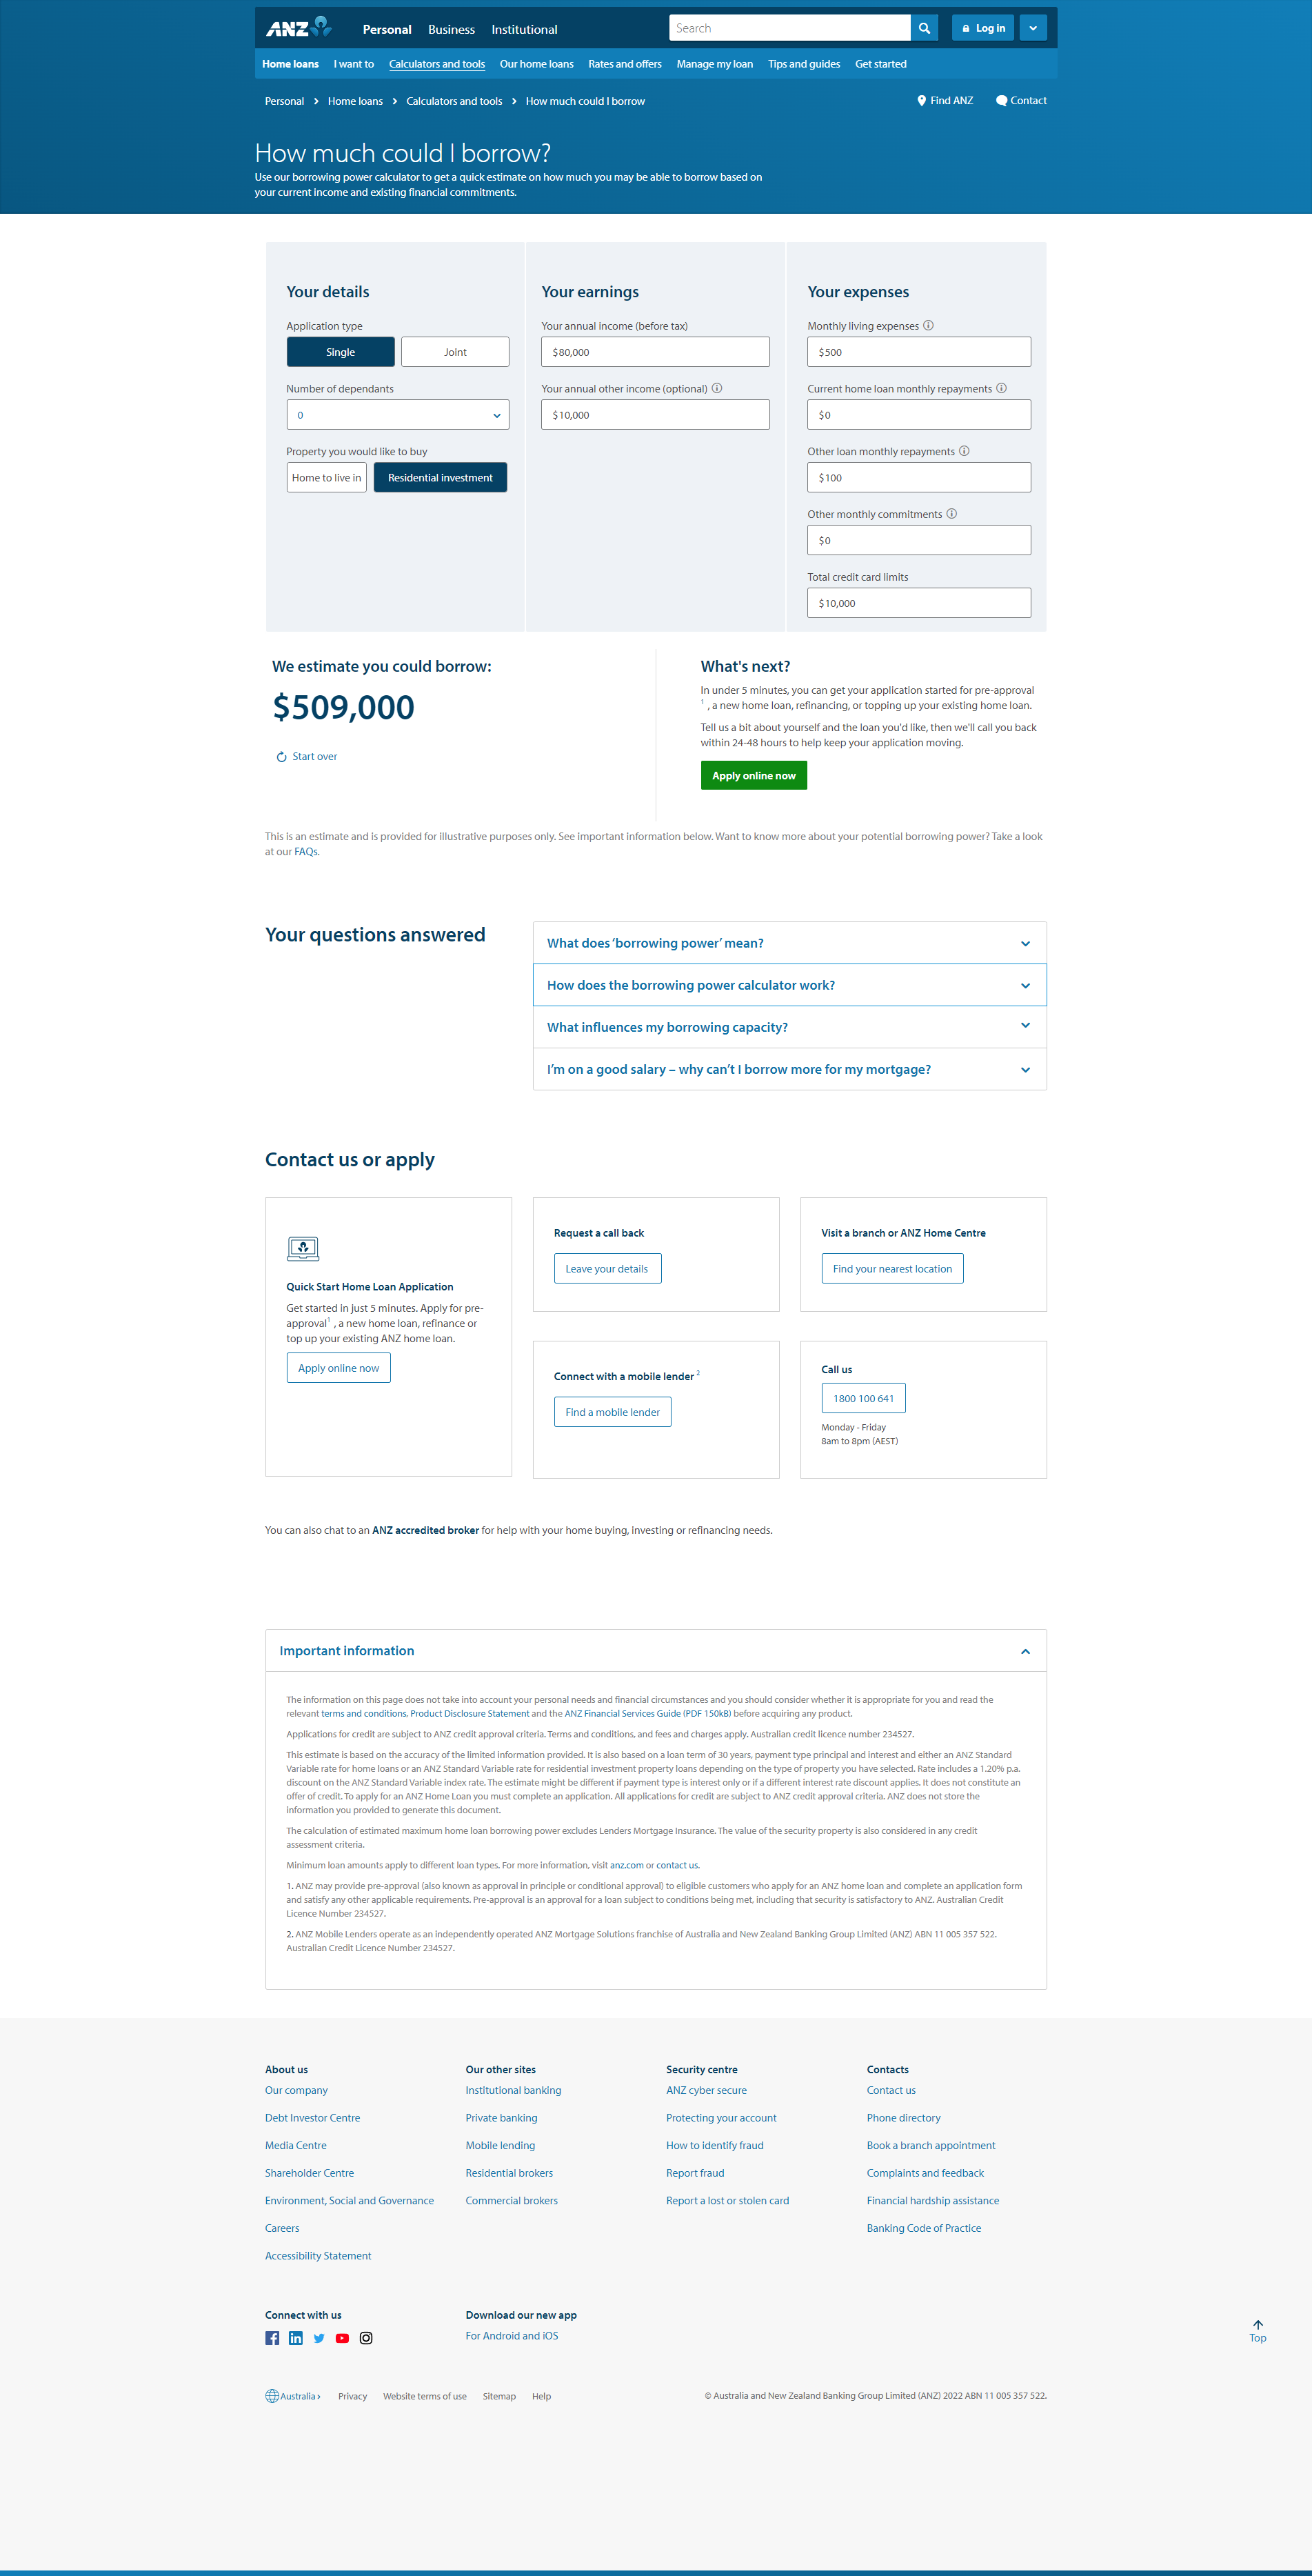 ANZ
Personal
Business
Institutional
Search
Log in
Home loans
I want to
Calculators and tools
Our home loans
Rates and offers
Manage my loan
Tips and guides
Get started
Personal
Home loans
Calculators and tools
How much could I borrow
Find ANZ
Contact
How much could I borrow?
Use our borrowing power calculator to get a quick estimate on how much you may be able to borrow based on
your current income and existing financial commitments.
Your details
Application type
Single
Joint
Number of dependants
0
Property you would like to buy
Home to live in
Residential investment
Your earnings
Your annual income (before tax)
$80,000
Your annual other income (optional)
$10,000
Your expenses
Monthly living expenses
$500
Current home loan monthly repayments
$0
Other loan monthly repayments
$100
Other monthly commitments
$0
Total credit card limits
$10,000
We estimate you could borrow:
$509,000
Start over
What's next?
In under 5 minutes, you can get your application started for pre-approval
1 , a new home loan, refinancing, or topping up your existing home loan.
Tell us a bit about yourself and the loan you'd like, then we'll call you back
within 24-48 hours to help keep your application moving.
Apply online now
This is an estimate and is provided for illustrative purposes only. See important information below. Want to know more about your potential borrowing power? Take a look
at our FAQs.
Your questions answered
What does ‘borrowing power’ mean?
How does the borrowing power calculator work?
What influences my borrowing capacity?
I’m on a good salary – why can’t I borrow more for my mortgage?
Contact us or apply
Quick Start Home Loan Application
Get started in just 5 minutes. Apply for pre-
approval1 , a new home loan, refinance or
top up your existing ANZ home loan.
Apply online now
Request a call back
Leave your details
Visit a branch or ANZ Home Centre
Find your nearest location
Connect with a mobile lender 2
Find a mobile lender
Call us
1800 100 641
Monday - Friday
8am to 8pm (AEST)
You can also chat to an ANZ accredited broker for help with your home buying, investing or refinancing needs.
Important information
The information on this page does not take into account your personal needs and financial circumstances and you should consider whether it is appropriate for you and read the
relevant terms and conditions, Product Disclosure Statement and the ANZ Financial Services Guide (PDF 150kB) before acquiring any product.
Applications for credit are subject to ANZ credit approval criteria. Terms and conditions, and fees and charges apply. Australian credit licence number 234527.
This estimate is based on the accuracy of the limited information provided. It is also based on a loan term of 30 years, payment type principal and interest and either an ANZ Standard
Variable rate for home loans or an ANZ Standard Variable rate for residential investment property loans depending on the type of property you have selected. Rate includes a 1.20% p.a.
discount on the ANZ Standard Variable index rate. The estimate might be different if payment type is interest only or if a different interest rate discount applies. It does not constitute an
offer of credit. To apply for an ANZ Home Loan you must complete an application. All applications for credit are subject to ANZ credit approval criteria. ANZ does not store the
information you provided to generate this document.
The calculation of estimated maximum home loan borrowing power excludes Lenders Mortgage Insurance. The value of the security property is also considered in any credit
assessment criteria.
Minimum loan amounts apply to different loan types. For more information, visit anz.com or contact us.
1. ANZ may provide pre-approval (also known as approval in principle or conditional approval) to eligible customers who apply for an ANZ home loan and complete an application form
and satisfy any other applicable requirements. Pre-approval is an approval for a loan subject to conditions being met, including that security is satisfactory to ANZ. Australian Credit
Licence Number 234527.
2. ANZ Mobile Lenders operate as an independently operated ANZ Mortgage Solutions franchise of Australia and New Zealand Banking Group Limited (ANZ) ABN 11 005 357 522.
Australian Credit Licence Number 234527.
About us
Our company
Debt Investor Centre
Media Centre
Shareholder Centre
Environment, Social and Governance
Careers
Accessibility Statement
Our other sites
Institutional banking
Private banking
Mobile lending
Residential brokers
Commercial brokers
Security centre
ANZ cyber secure
Protecting your account
How to identify fraud
Report fraud
Report a lost or stolen card
Contacts
Contact us
Phone directory
Book a branch appointment
Complaints and feedback
Financial hardship assistance
Banking Code of Practice
Connect with us
Download our new app
For Android and iOS
Top
Australia ›
Privacy
Website terms of use
Sitemap
Help
© Australia and New Zealand Banking Group Limited (ANZ) 2022 ABN 11 005 357 522.